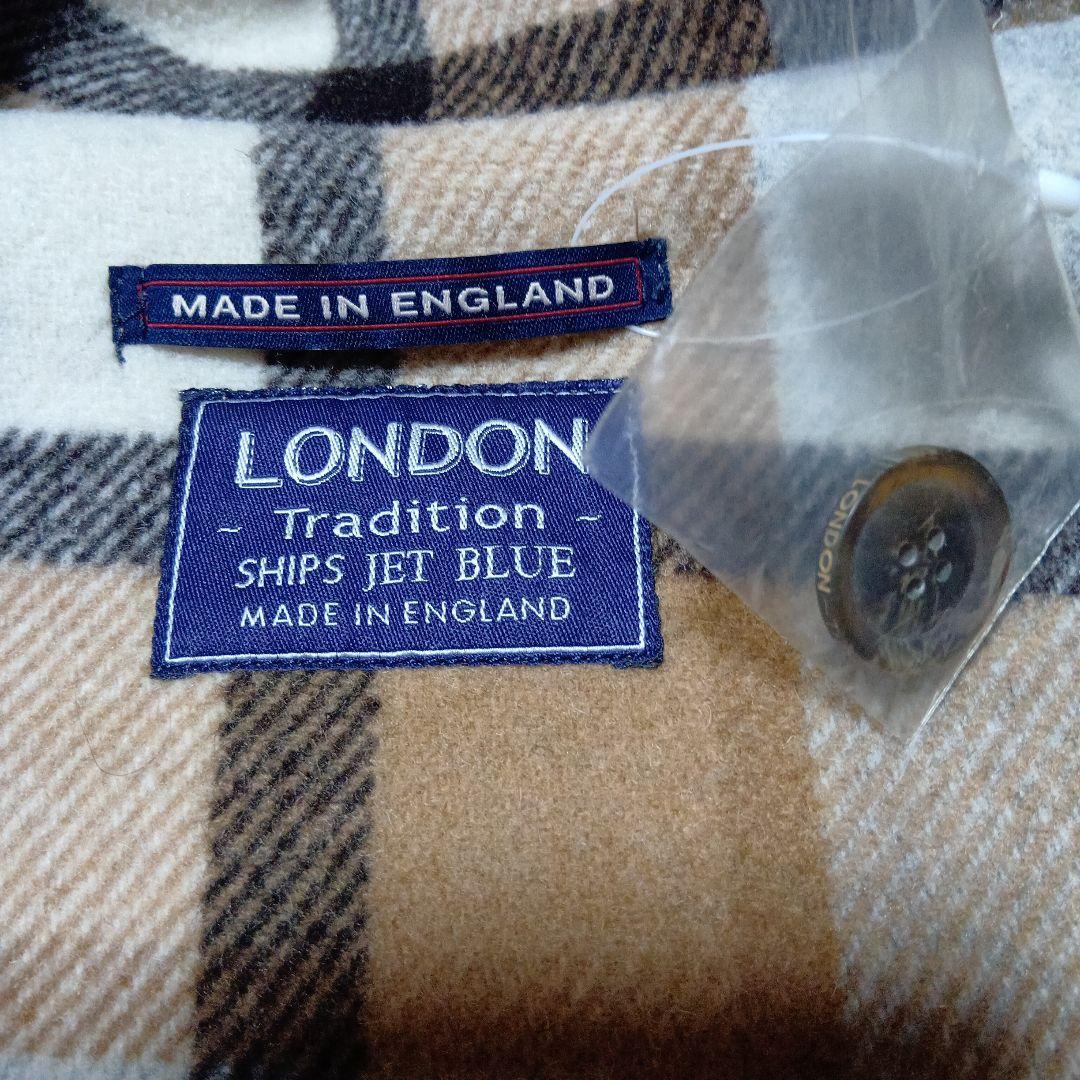 MADE IN ENGLAND
LONDON
~ Tradition ~
SHIPS JET BLUE
MADE IN ENGLAND
LONDON